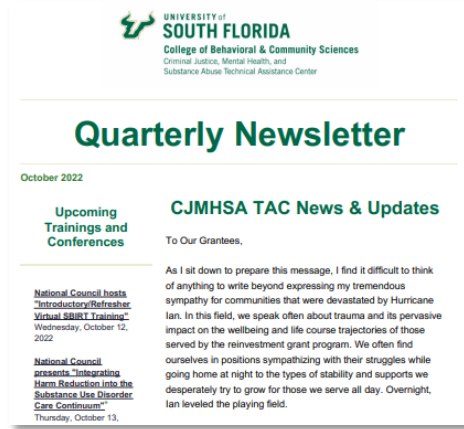 UNIVERSITY of
SOUTH FLORIDA
College of Behavioral & Community Sciences
Criminal Justice, Mental Health, and
Substance Abuse Technical Assistance Center
Quarterly Newsletter
October 2022
Upcoming
Trainings and
Conferences
National Council hosts
"Introductory/Refresher
Virtual SBIRT Training"
Wednesday, October 12,
2022
National Council
presents "Integrating
Harm Reduction into the
Substance Use Disorder
Care Continuum"
Thursday, October 13,
CJMHSA TAC News & Updates
To Our Grantees,
As I sit down to prepare this message, I find it difficult to think
of anything to write beyond expressing my tremendous
sympathy for communities that were devastated by Hurricane
Ian. In this field, we speak often about trauma and its pervasive
impact on the wellbeing and life course trajectories of those
served by the reinvestment grant program. We often find
ourselves in positions sympathizing with their struggles while
going home at night to the types of stability and supports we
desperately try to grow for those we serve all day. Overnight,
Ian leveled the playing field.